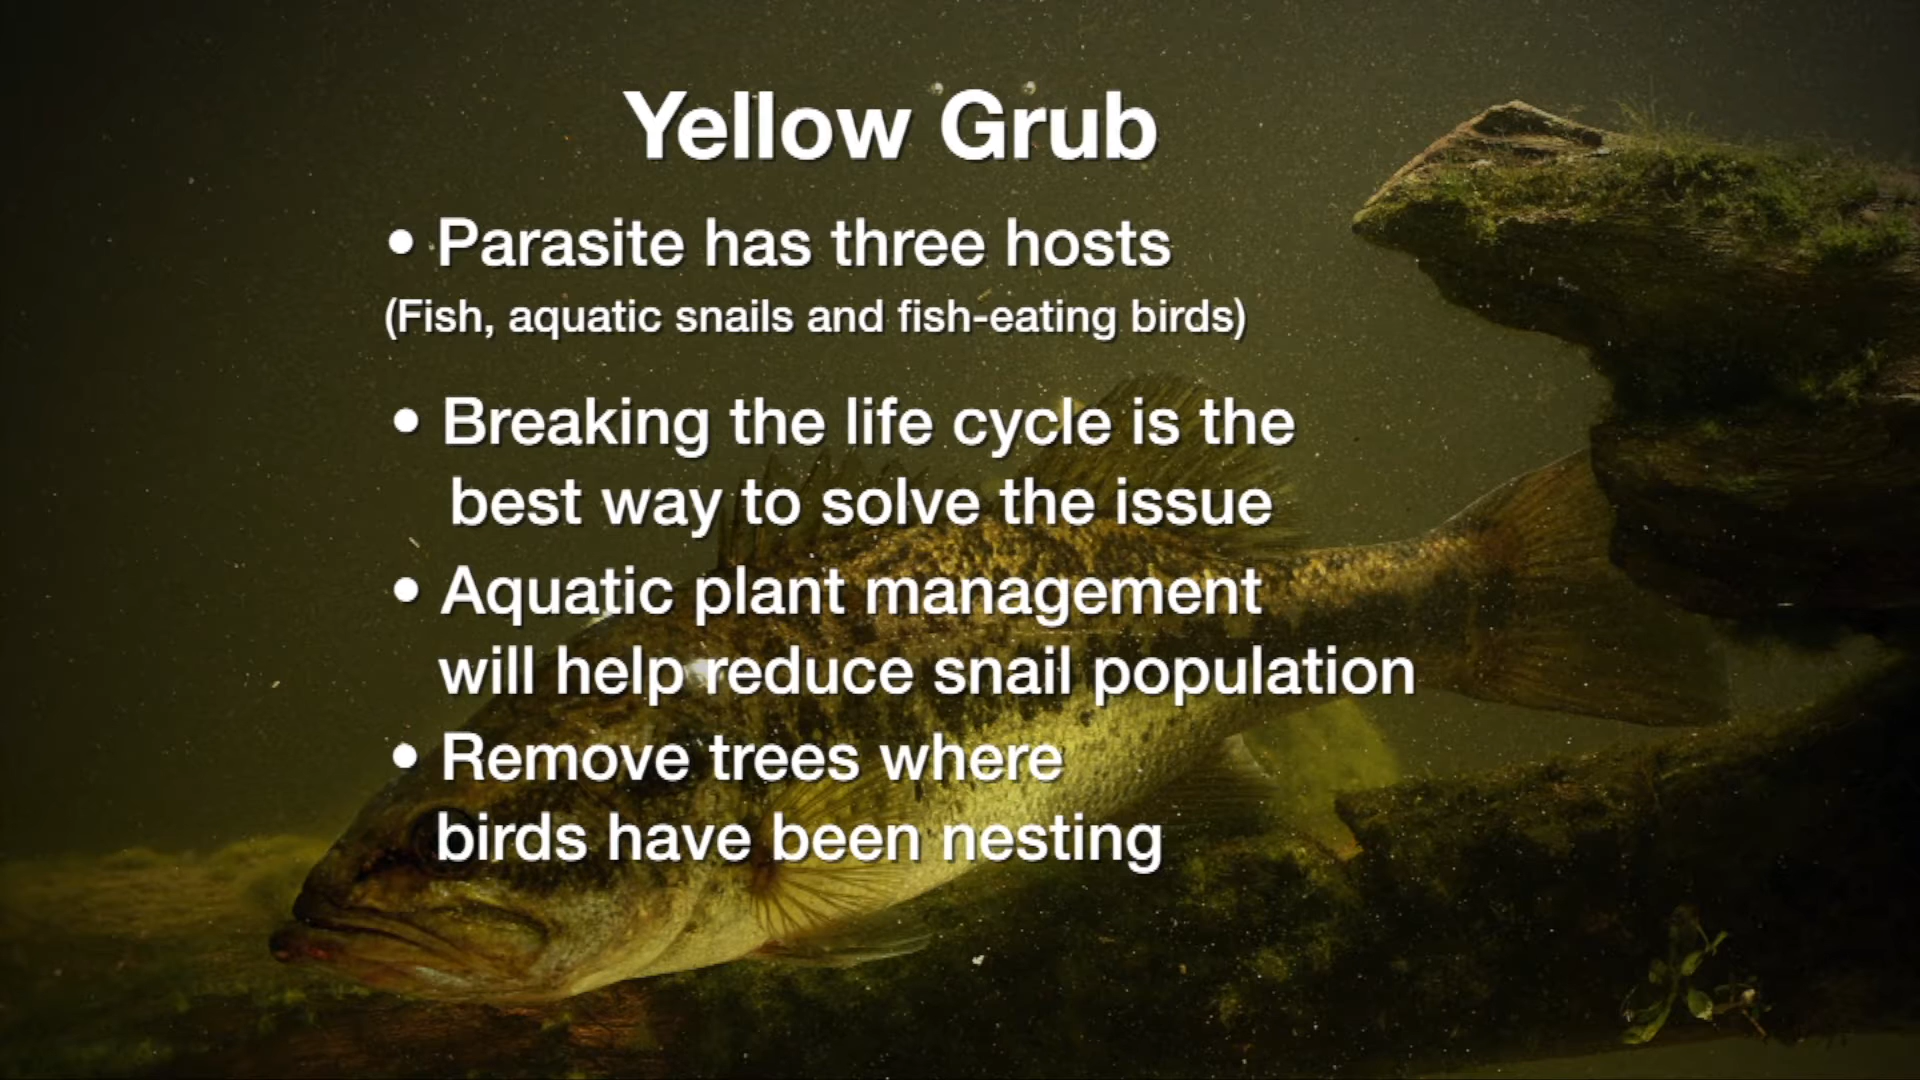 Yellow Grub
• Parasite has three hosts
(Fish, aquatic snails and fish-eating birds)
• Breaking the life cycle is the
best way to solve the issue
• Aquatic plant management
will help reduce snail population
• Remove trees where
birds have been nesting